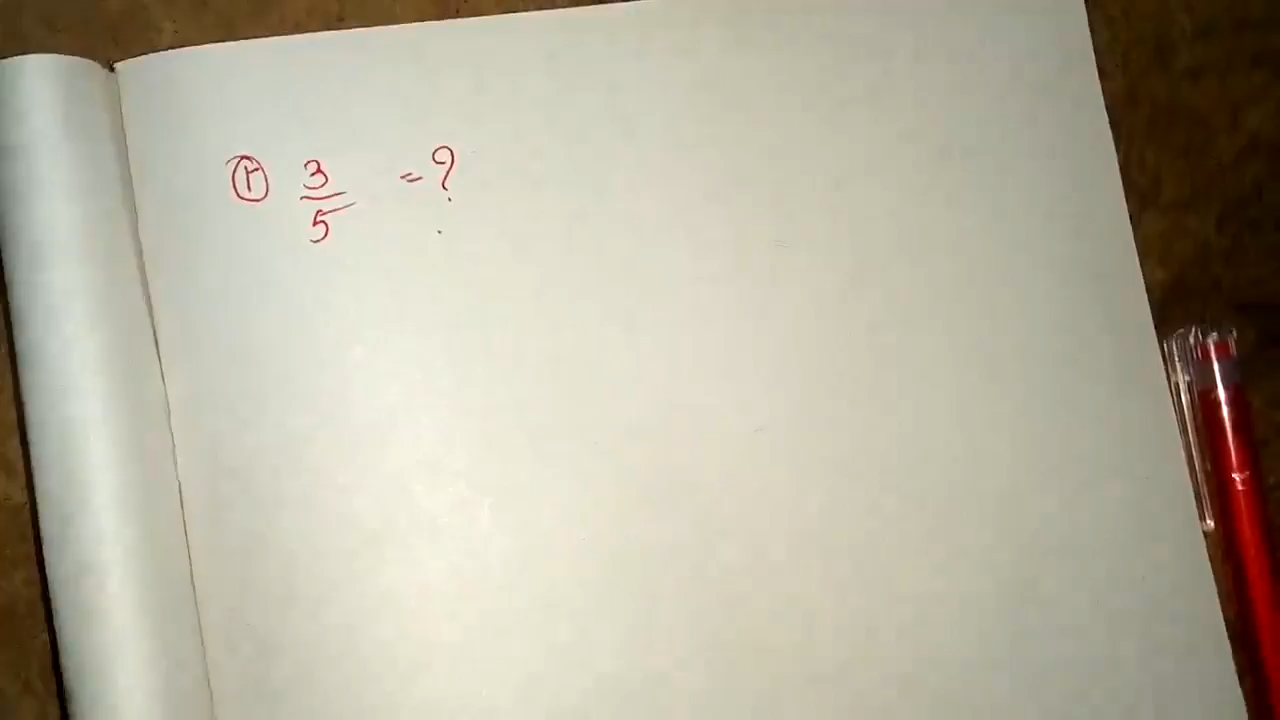 3/5 = ?